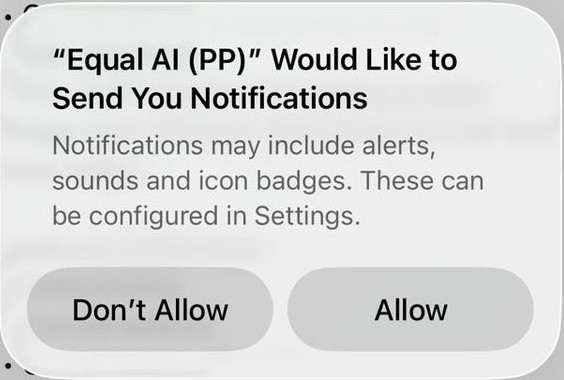 “Equal AI (PP)” Would Like to
Send You Notifications
Notifications may include alerts,
sounds and icon badges. These can
be configured in Settings.
Don’t Allow
Allow